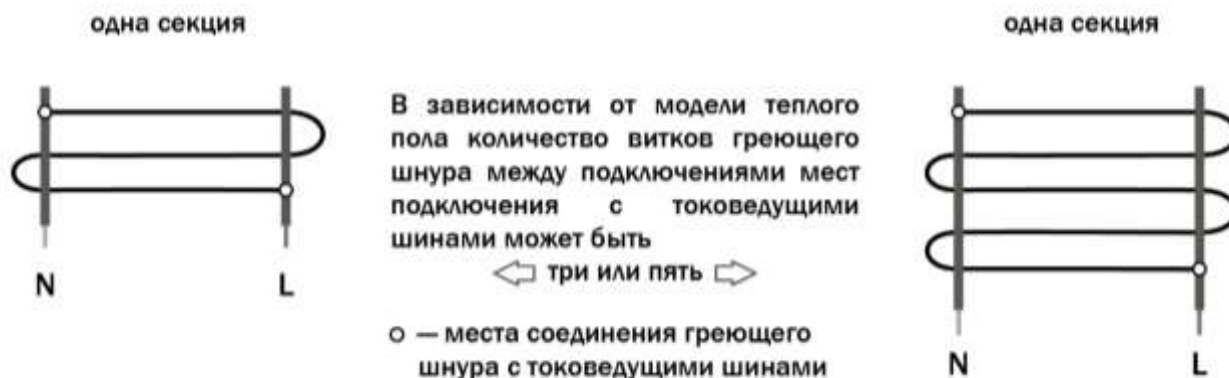 одна секция
одна секция
В зависимости от модели теплого
пола количество витков греющего
шнура между подключениями мест
подключения с токоведущими
шинами может быть
три или пять
— места соединения греющего
шнура с токоведущими шинами
N L
N L